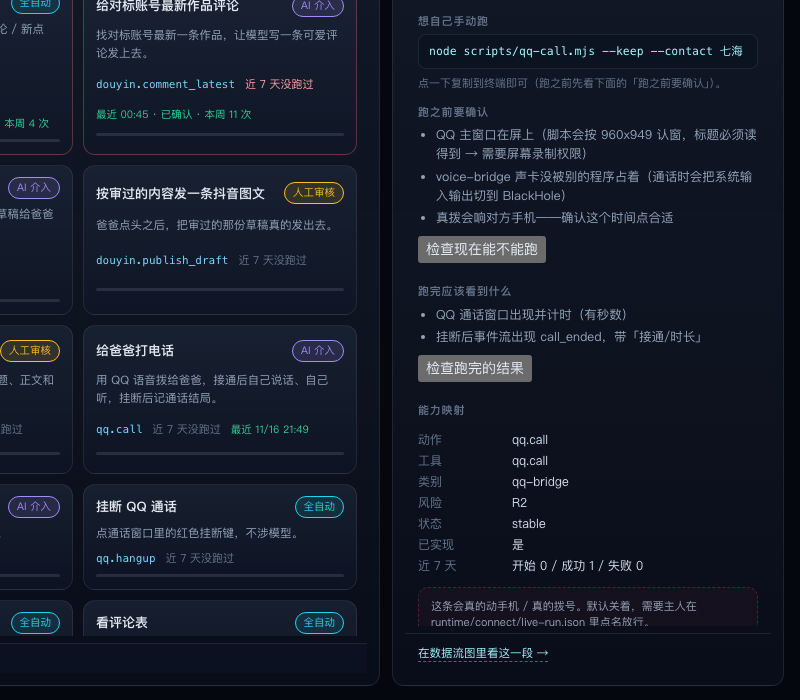 全自动
论 / 新点
本周 4 次
给对标账号最新作品评论
AI 介入
找对标账号最新一条作品，让模型写一条可爱评
论发上去。
douyin.comment_latest 近 7 天没跑过
最近 00:45 · 已确认 · 本周 11 次
AI 介入
草稿给爸爸
按审过的内容发一条抖音图文
人工审核
爸爸点头之后，把审过的那份草稿真的发出去。
douyin.publish_draft 近 7 天没跑过
人工审核
题、正文和
跑过
给爸爸打电话
AI 介入
用 QQ 语音拨给爸爸，接通后自己说话、自己
听，挂断后记通话结局。
qq.call 近 7 天没跑过 最近 11/16 21:49
AI 介入
挂断 QQ 通话
全自动
点通话窗口里的红色挂断键，不涉模型。
qq.hangup 近 7 天没跑过
全自动
看评论表
全自动
想自己手动跑
node scripts/qq-call.mjs --keep --contact 七海
点一下复制到终端即可（跑之前先看下面的「跑之前要确认」）。
跑之前要确认
• QQ 主窗口在屏上（脚本会按 960x949 认窗，标题必须读
得到 → 需要屏幕录制权限）
• voice-bridge 声卡没被别的程序占着（通话时会把系统输
入输出切到 BlackHole）
• 真拨会响对方手机——确认这个时间点合适
检查现在能不能跑
跑完应该看到什么
• QQ 通话窗口出现并计时（有秒数）
• 挂断后事件流出现 call_ended，带「接通/时长」
检查跑完的结果
能力映射
动作 qq.call
工具 qq.call
类别 qq-bridge
风险 R2
状态 stable
已实现 是
近 7 天 开始 0 / 成功 1 / 失败 0
这条会真的动手机 / 真的拨号。默认关着，需要主人在
runtime/connect/live-run.json 里点名放行。
在数据流图里看这一段 →